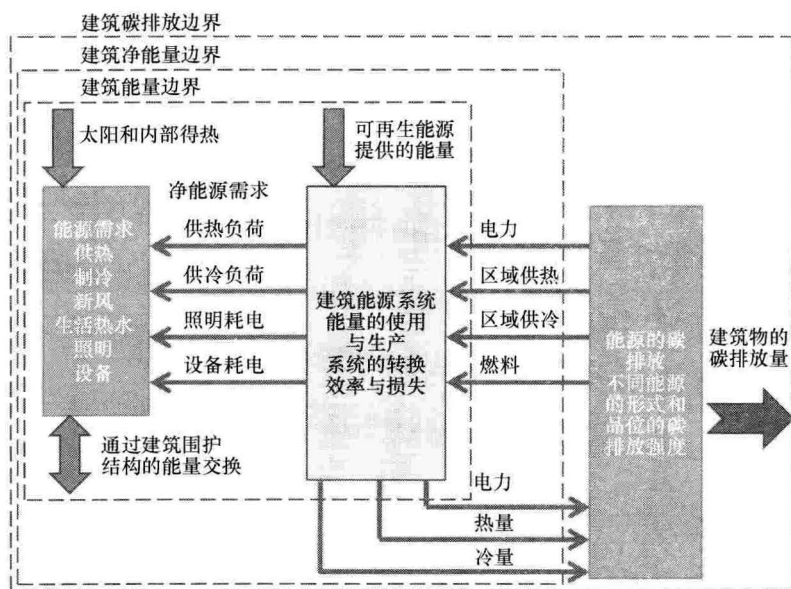 建筑碳排放边界
建筑净能量边界
建筑能量边界
太阳和内部得热
可再生能源
提供的能量
净能源需求
能源需求
供热
制冷
新风
生活热水
照明
设备
供热负荷
供冷负荷
照明耗电
设备耗电
建筑能源系统
能量的使用
与生产
系统的转换
效率与损失
电力
区域供热
区域供冷
燃料
能源的碳
排放
不同能源
的形式和
品位的碳
排放强度
建筑物的
碳排放量
通过建筑围护
结构的能量交换
电力
热量
冷量